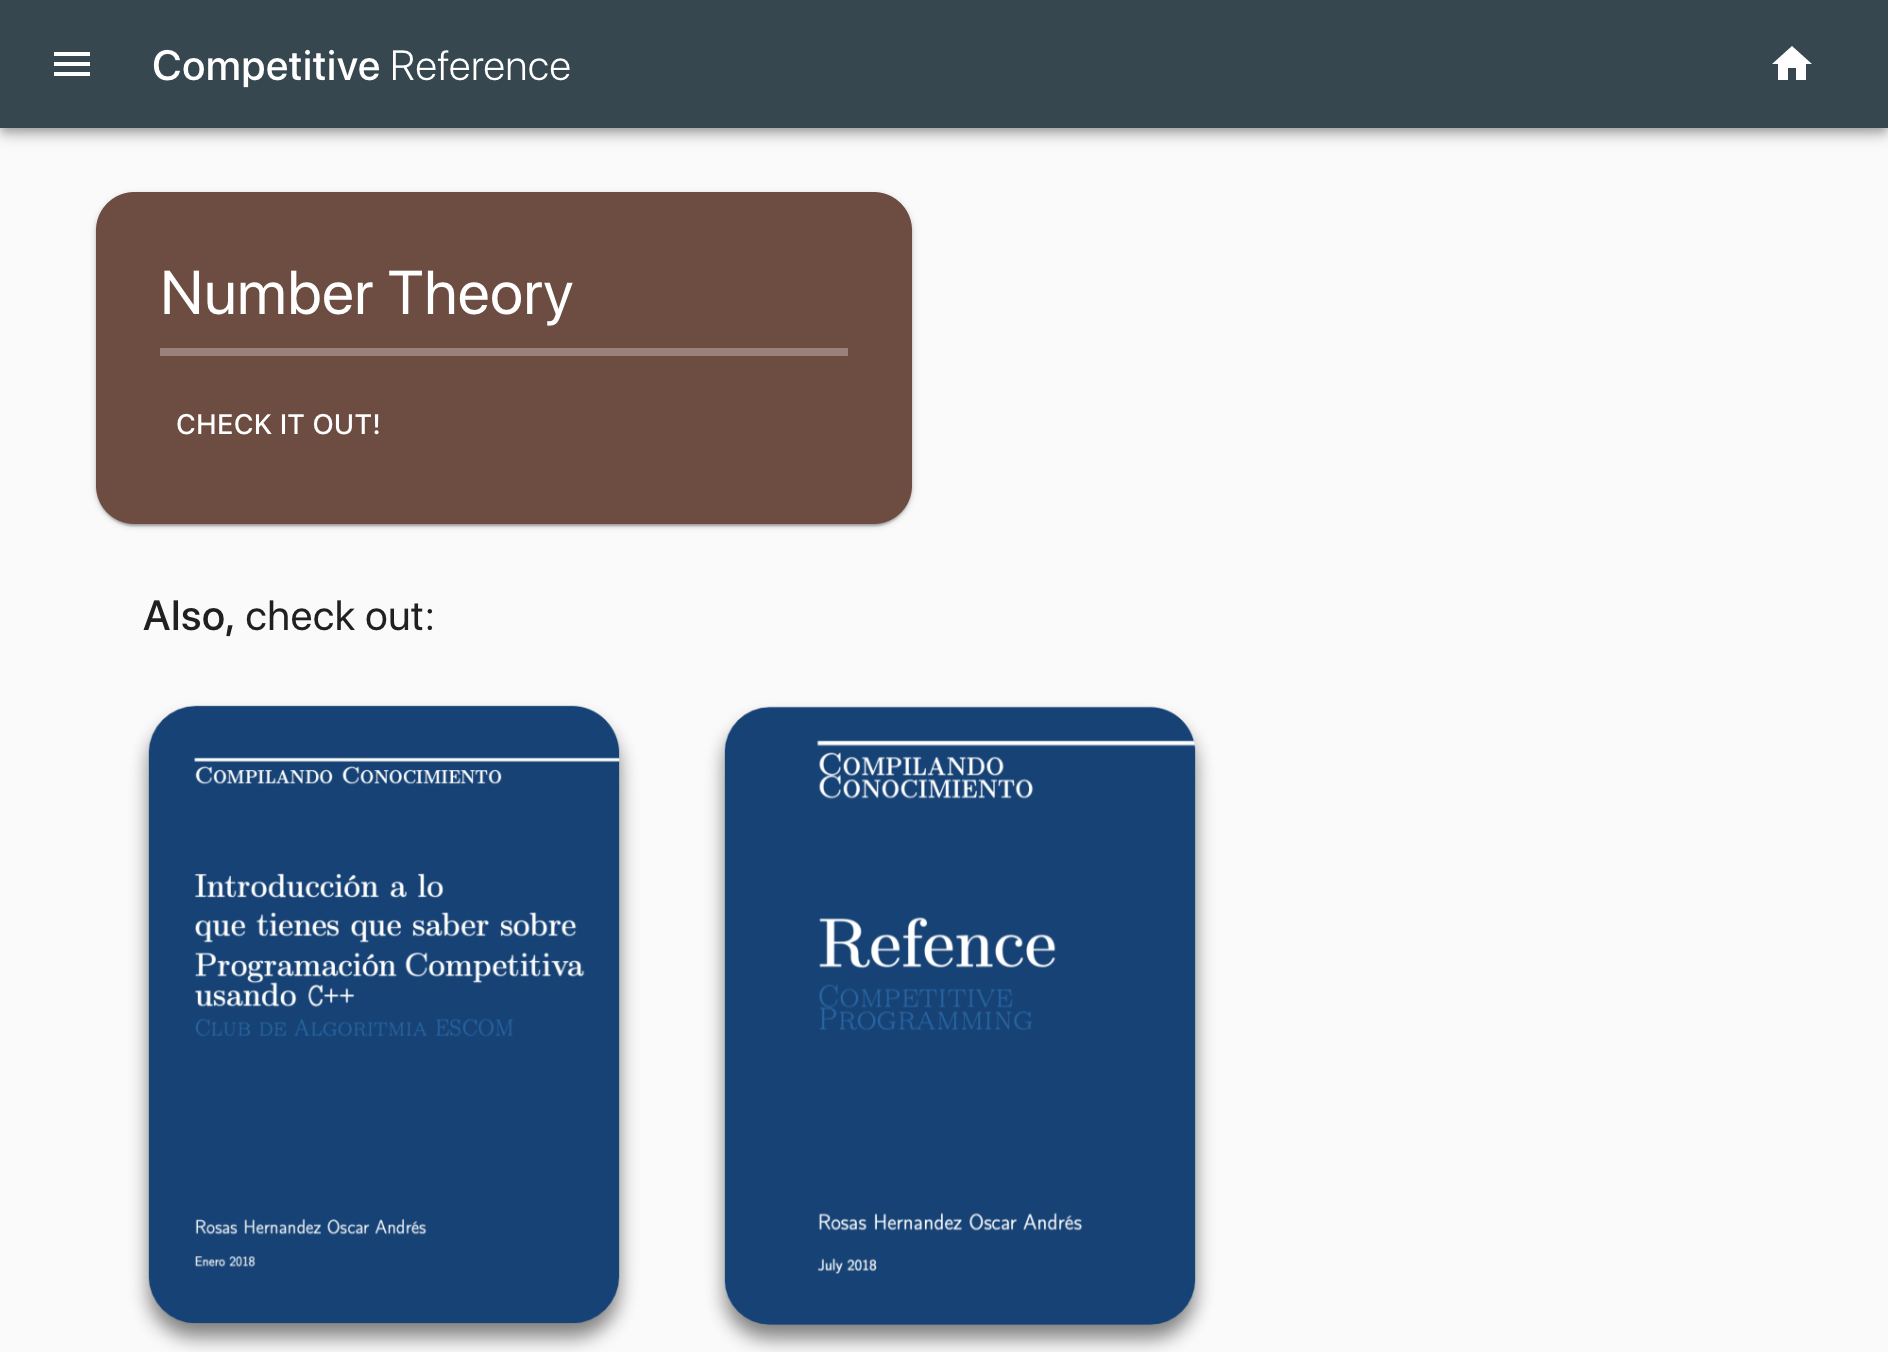 Competitive Reference
Number Theory
CHECK IT OUT!
Also, check out:
Compilando Conocimiento
Introducción a lo
que tienes que saber sobre
Programación Competitiva
usando C++
Club de Algoritmia ESCOM
Rosas Hernandez Oscar Andrés
Enero 2018
Compilando
Conocimiento
Refence
Competitive
Programming
Rosas Hernandez Oscar Andrés
July 2018